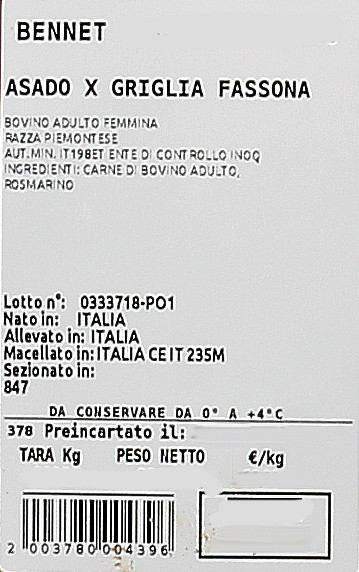 BENNET
ASADO X GRIGLIA FASSONA
BOVINO ADULTO FEMMINA
RAZZA PIEMONTESE
AUT.MIN. IT198ET ENTE DI CONTROLLO INOQ
INGREDIENTI: CARNE DI BOVINO ADULTO,
ROSMARINO
Lotto n°: 0333718-PO1
Nato in: ITALIA
Allevato in: ITALIA
Macellato in: ITALIA CE IT 235M
Sezionato in:
847
DA CONSERVARE DA 0° A +4°C
378 Preincartato il:
TARA Kg PESO NETTO €/kg
2 003780 004396